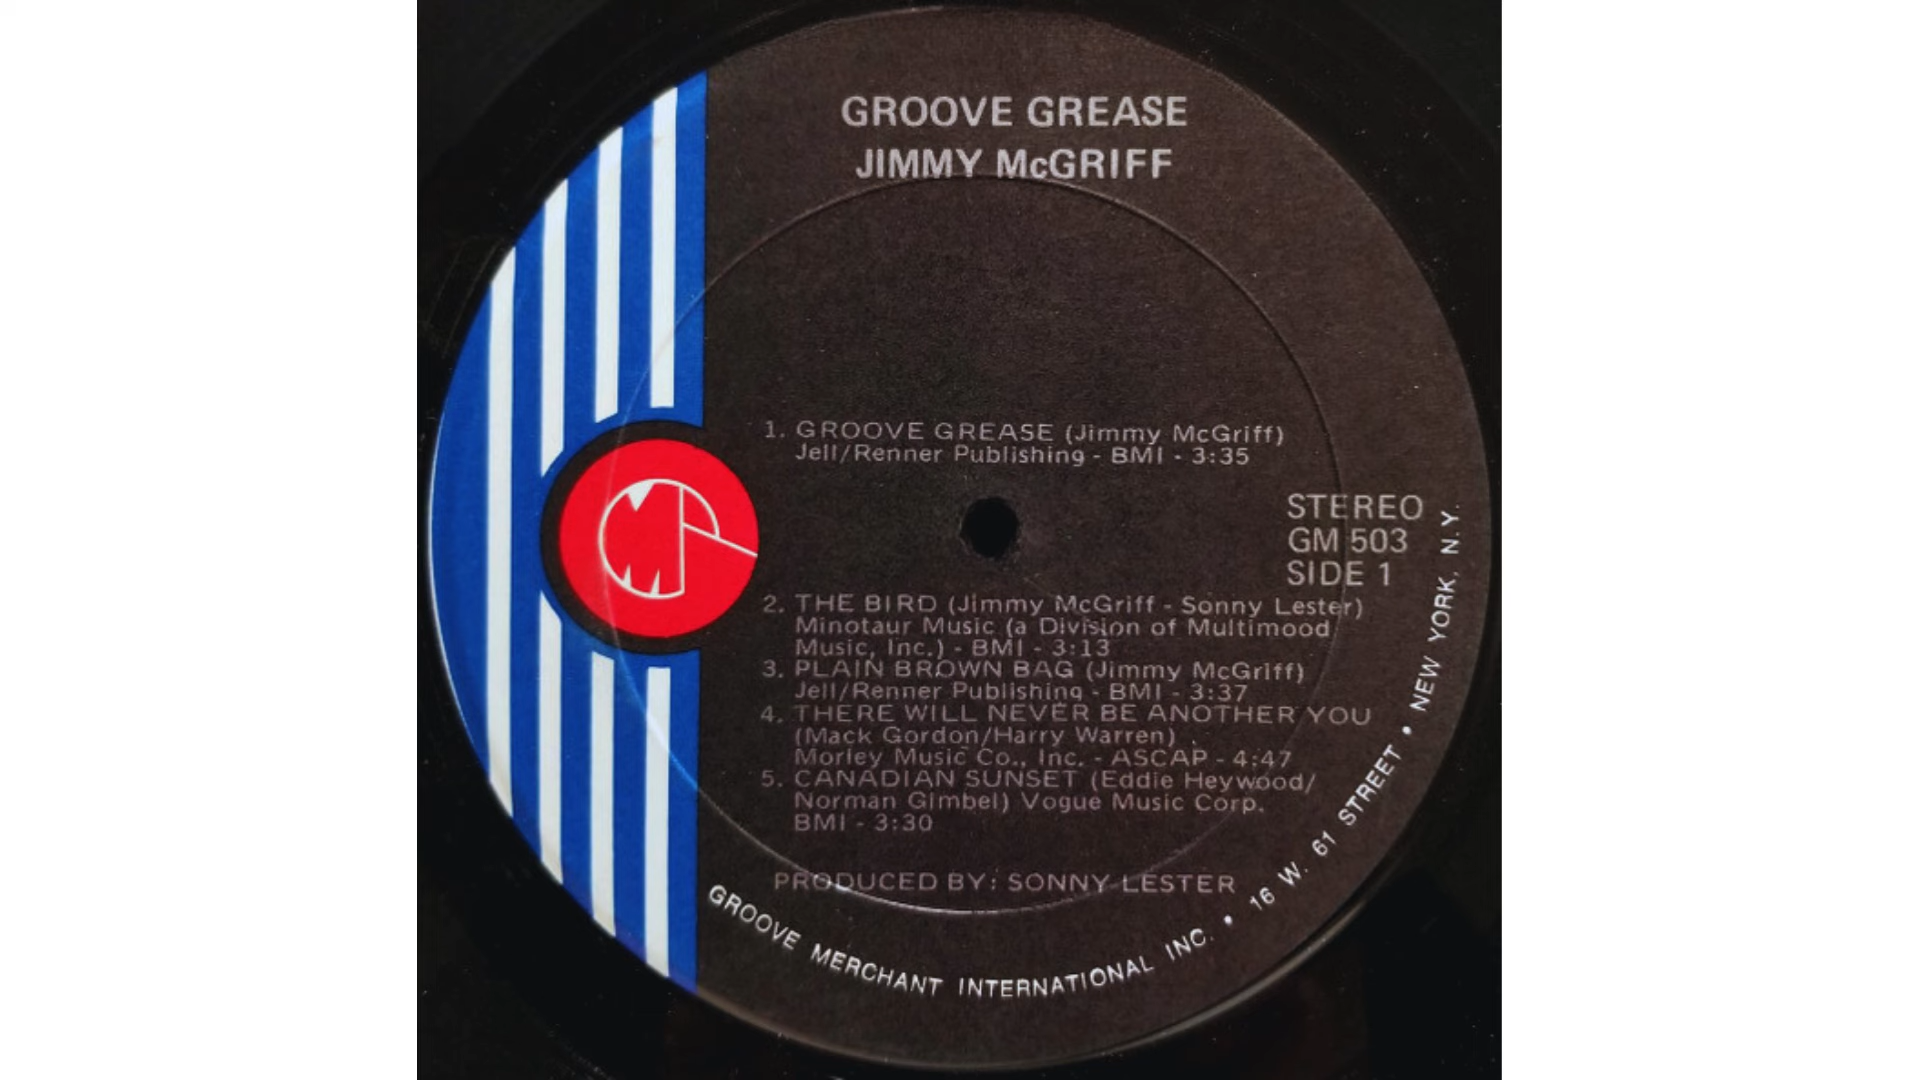 GROOVE GREASE
JIMMY McGRIFF
1. GROOVE GREASE (Jimmy McGriff)
Jell/Renner Publishing - BMI - 3:35
STEREO
GM 503
SIDE 1
2. THE BIRD (Jimmy McGriff - Sonny Lester)
Minotaur Music (a Division of Multimood
Music, Inc.) - BMI - 3:13
3. PLAIN BROWN BAG (Jimmy McGriff)
Jell/Renner Publishing - BMI - 3:37
4. THERE WILL NEVER BE ANOTHER YOU
(Mack Gordon/Harry Warren)
Morley Music Co., Inc. - ASCAP - 4:47
5. CANADIAN SUNSET (Eddie Heywood/
Norman Gimbel) Vogue Music Corp.
BMI - 3:30
PRODUCED BY: SONNY LESTER
GROOVE MERCHANT INTERNATIONAL INC. • 16 W. 61 STREET • NEW YORK, N.Y.